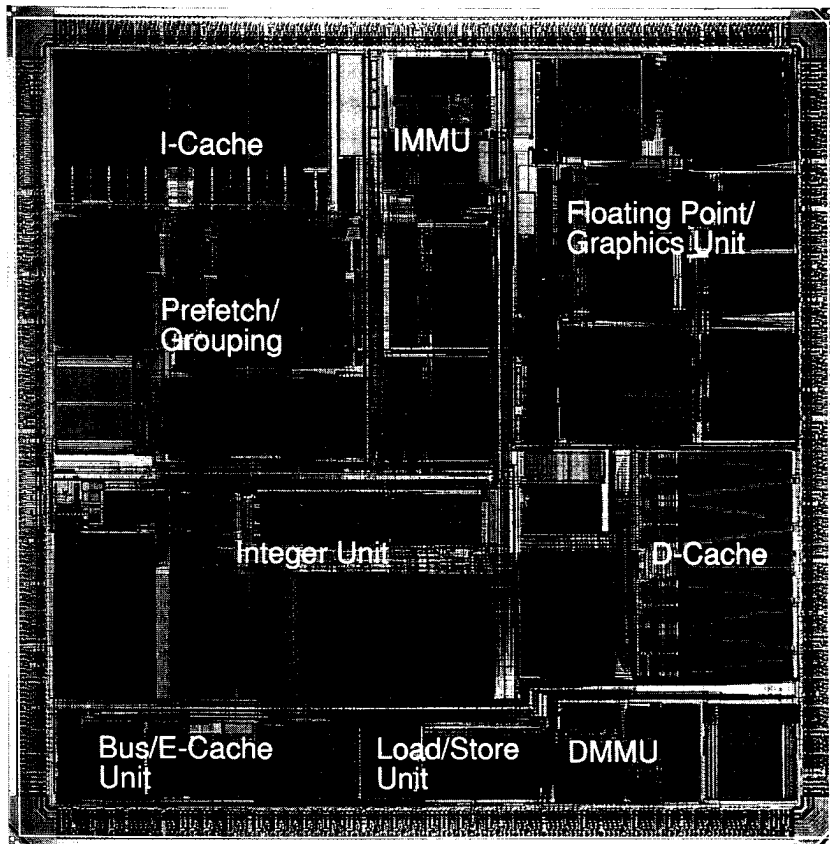 I-Cache
IMMU
Floating Point/
Graphics Unit
Prefetch/
Grouping
Integer Unit
D-Cache
Bus/E-Cache
Unit
Load/Store
Unit
DMMU